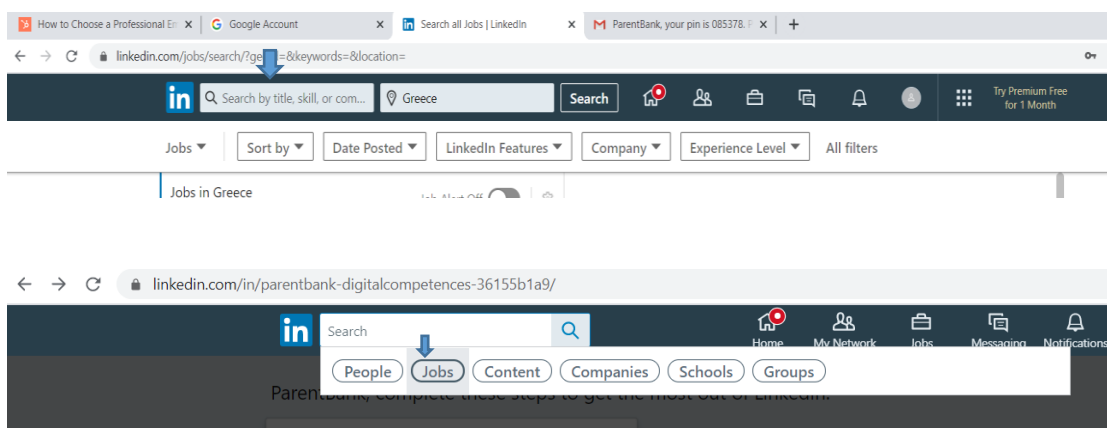 How to Choose a Professional Em
Google Account
Search all Jobs | LinkedIn
ParentBank, your pin is 085378. P
linkedin.com/jobs/search/?ge =&keywords=&location=
in Search by title, skill, or com... Greece Search Try Premium Free
for 1 Month
Jobs Sort by Date Posted LinkedIn Features Company Experience Level All filters
Jobs in Greece Job Alert Off
linkedin.com/in/parentbank-digitalcompetences-36155b1a9/
in Search
Home My Network Jobs Messaging Notifications
People Jobs Content Companies Schools Groups
ParentBank, complete these steps to get the most out of LinkedIn.